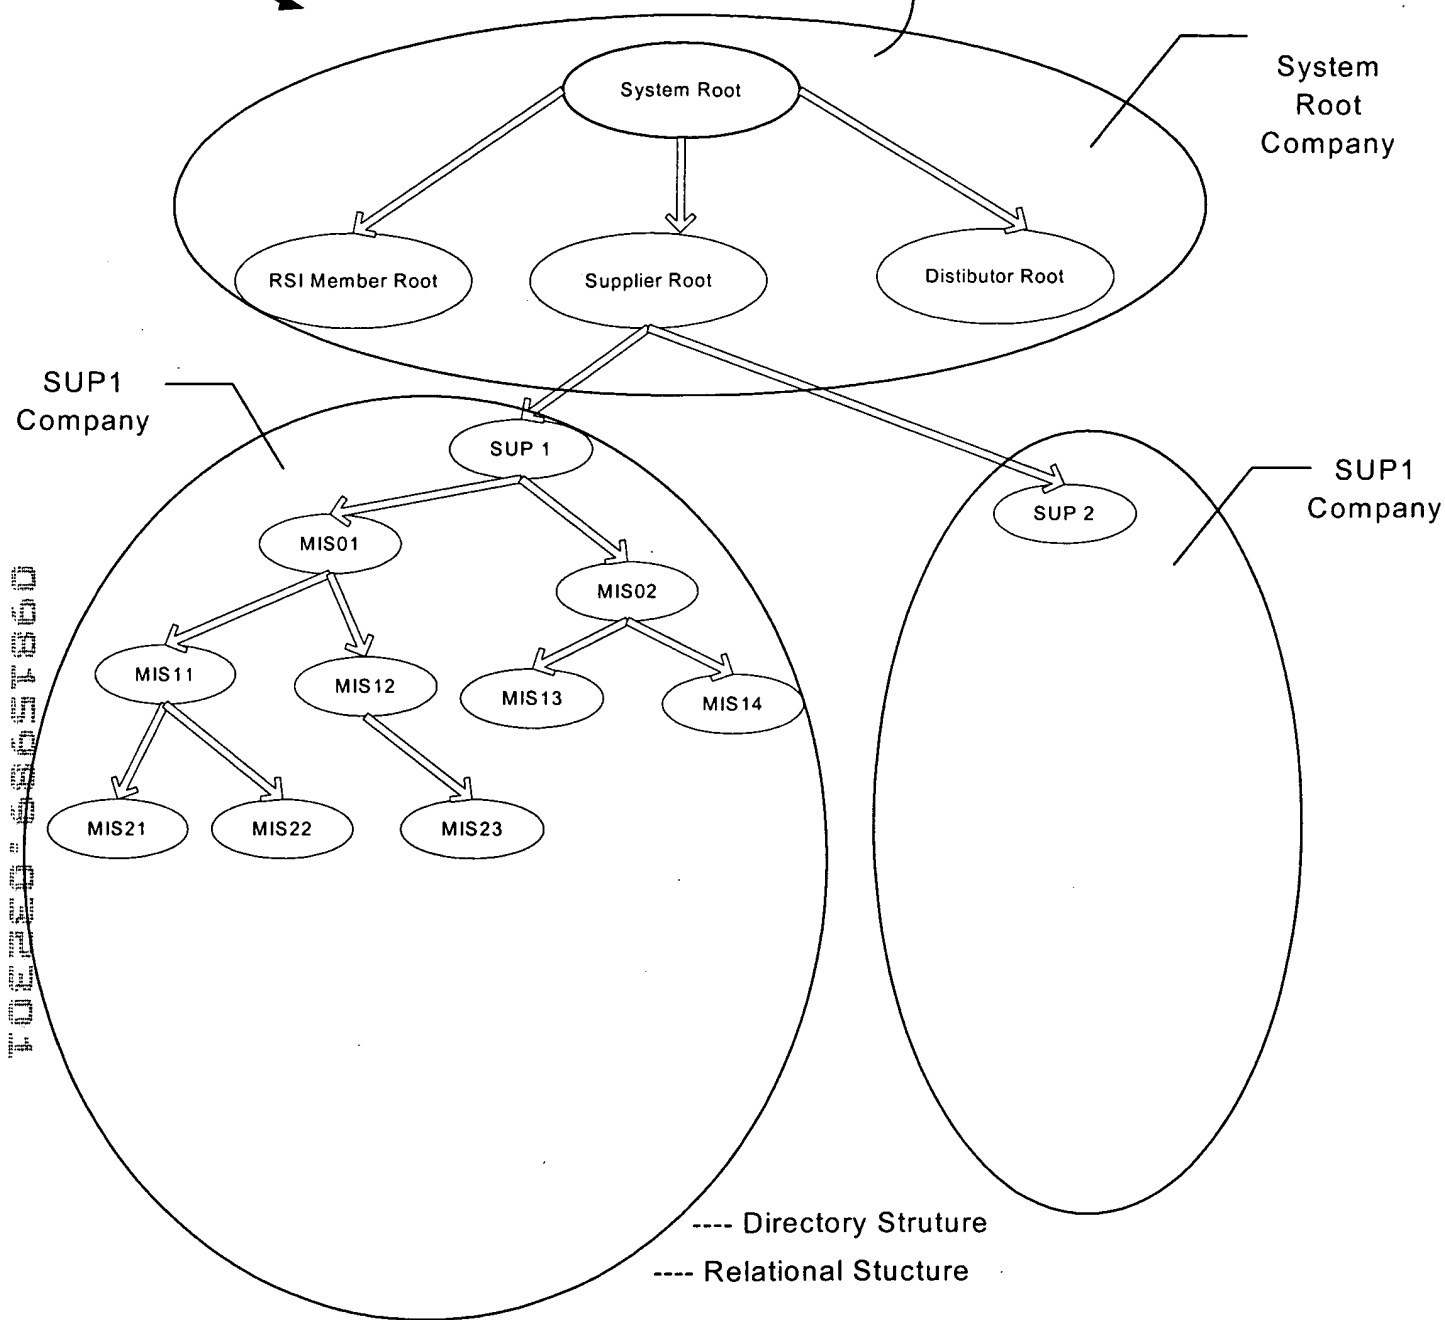 System Root
System
Root
Company
RSI Member Root
Supplier Root
Distibutor Root
SUP1
Company
SUP 1
SUP1
Company
SUP 2
MIS01
MIS02
MIS11
MIS12
MIS13
MIS14
MIS21
MIS22
MIS23
---- Directory Struture
---- Relational Stucture